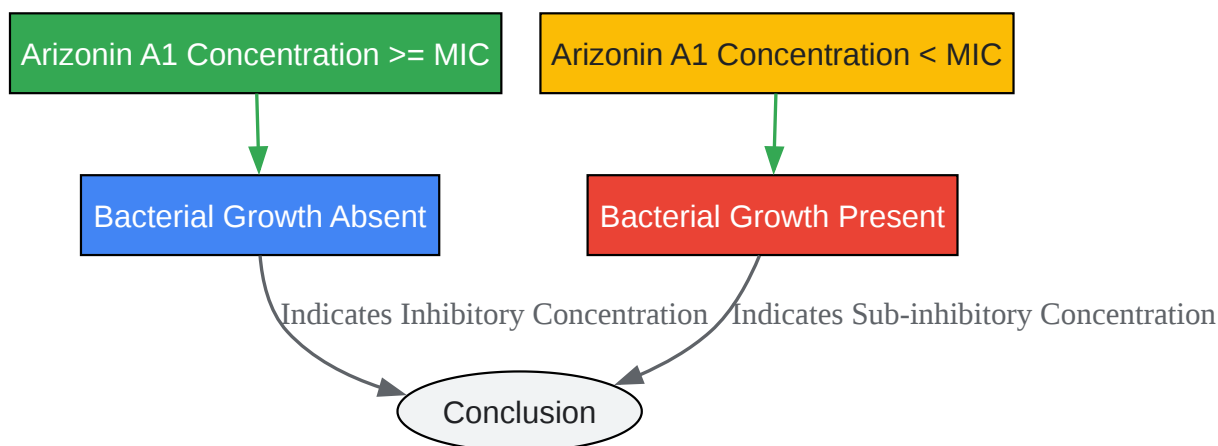 Arizonin A1 Concentration >= MIC
Arizonin A1 Concentration < MIC
Bacterial Growth Absent
Bacterial Growth Present
Indicates Inhibitory Concentration
Indicates Sub-inhibitory Concentration
Conclusion